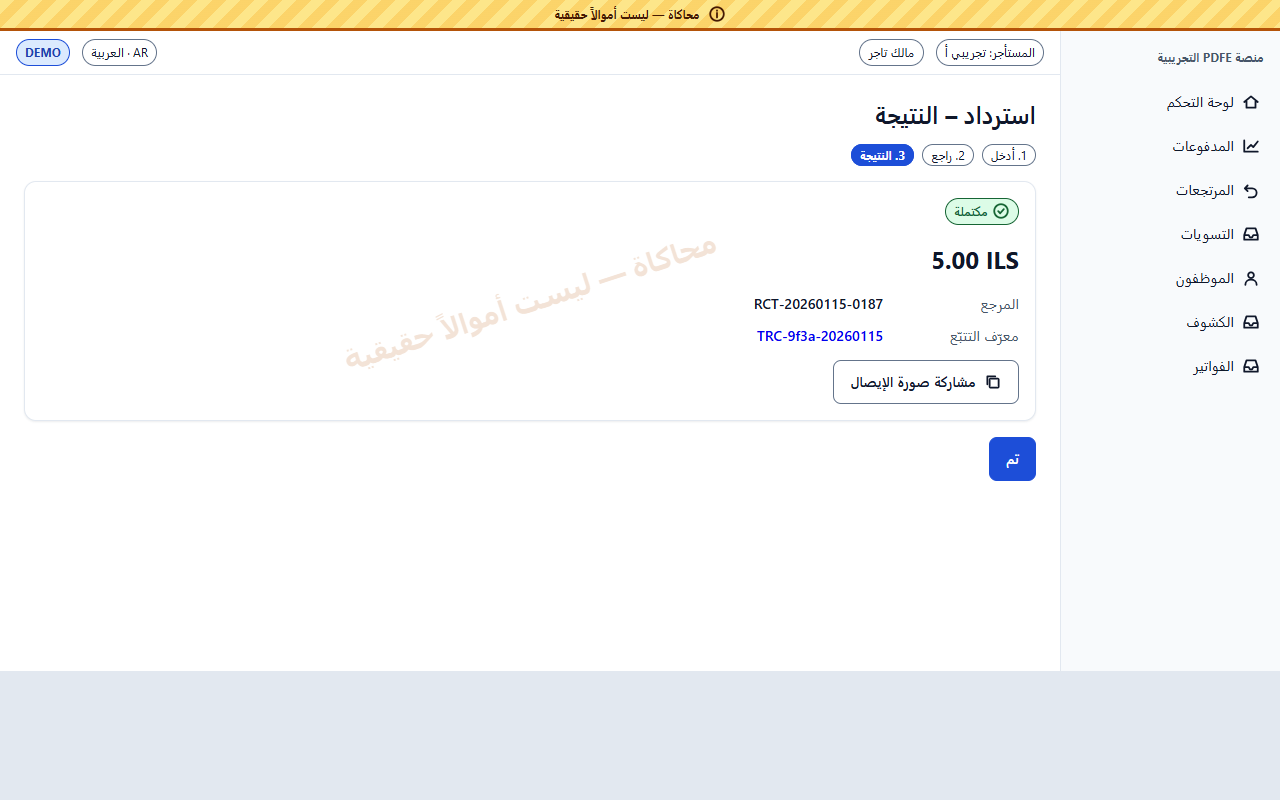 محاكاة — ليست أموالاً حقيقية
منصة PDFE التجريبية
لوحة التحكم
المدفوعات
المرتجعات
التسويات
الموظفون
الكشوف
الفواتير
المستأجر: تجريبي أ
مالك تاجر
AR · العربية
DEMO
استرداد – النتيجة
1. أدخل
2. راجع
3. النتيجة
مكتملة
5.00 ILS
المرجع RCT-20260115-0187
معرّف التتبّع TRC-9f3a-20260115
مشاركة صورة الإيصال
محاكاة — ليست أموالاً حقيقية
تم